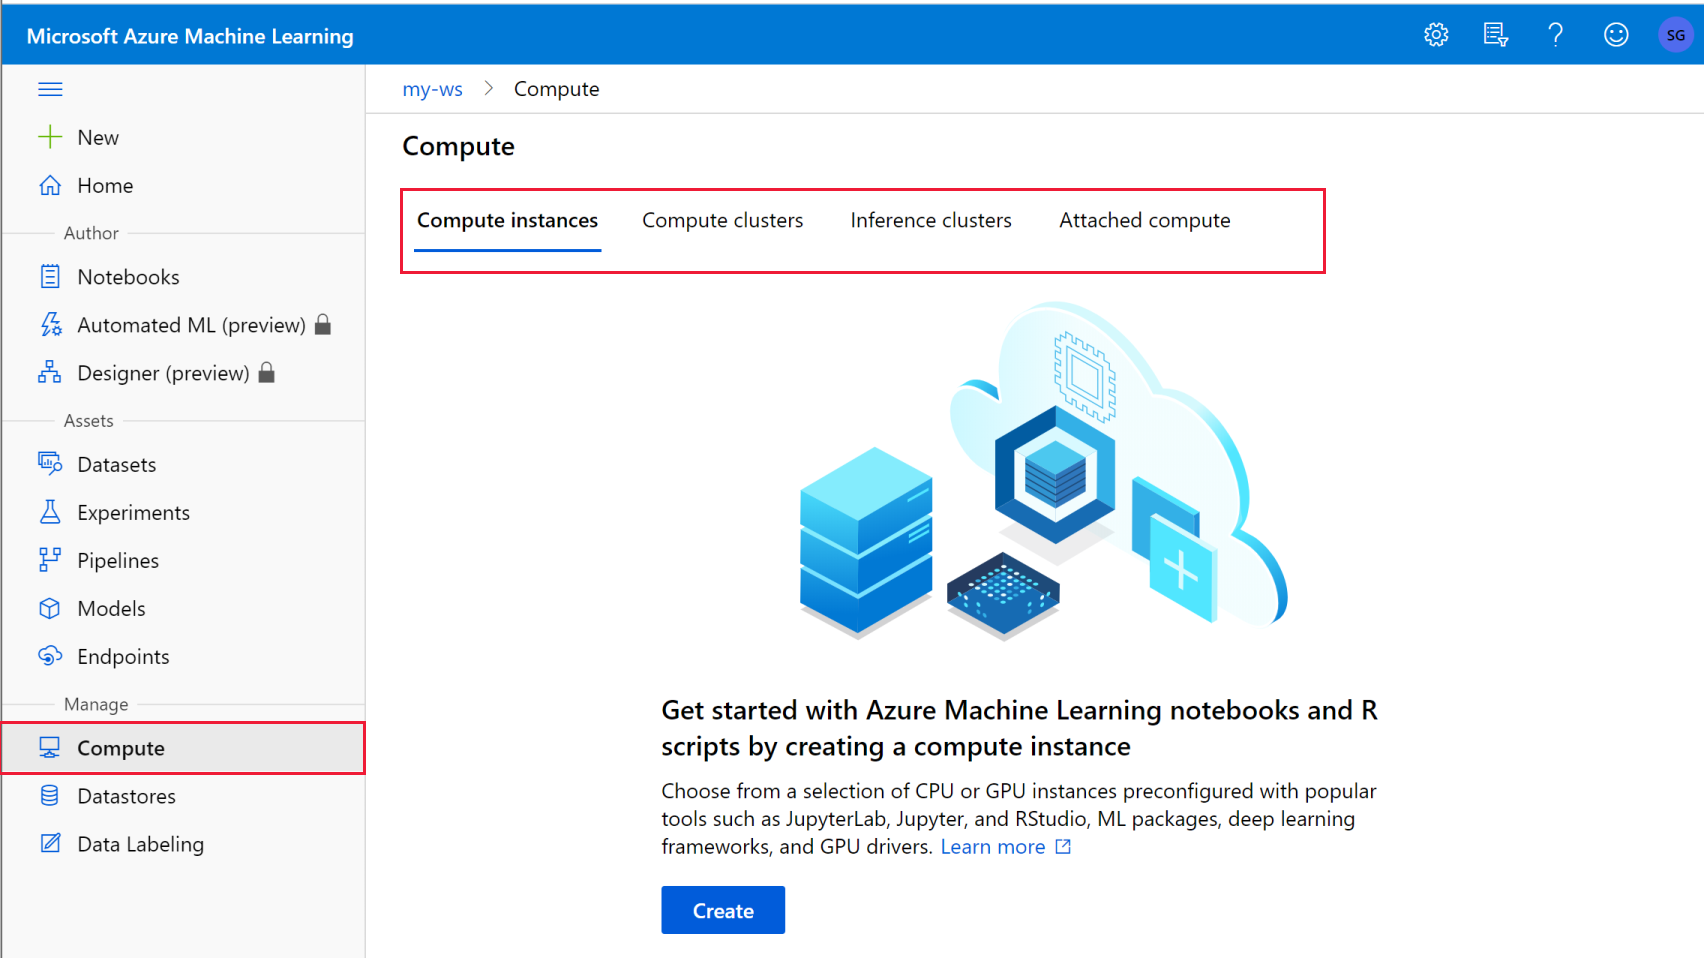 Microsoft Azure Machine Learning
SG
New
Home
Author
Notebooks
Automated ML (preview)
Designer (preview)
Assets
Datasets
Experiments
Pipelines
Models
Endpoints
Manage
Compute
Datastores
Data Labeling
my-ws > Compute
Compute
Compute instances Compute clusters Inference clusters Attached compute
Get started with Azure Machine Learning notebooks and R
scripts by creating a compute instance
Choose from a selection of CPU or GPU instances preconfigured with popular
tools such as JupyterLab, Jupyter, and RStudio, ML packages, deep learning
frameworks, and GPU drivers. Learn more
Create